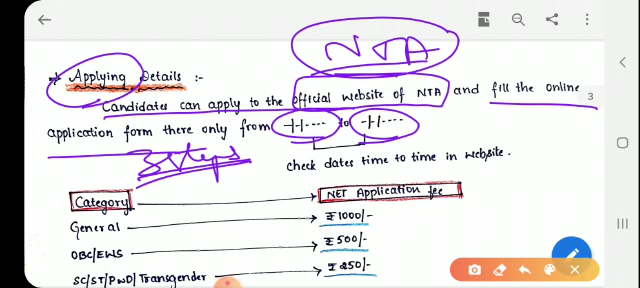 NTA
→ Applying Details :-
Candidates can apply to the official website of NTA and fill the online
application form there only from -/-/---- to -/-/----
3 steps
check dates time to time in website.
3
Category → NET Application fee
General → ₹1000/-
OBC/EWS → ₹500/-
SC/ST/PwD/Transgender → ₹250/-